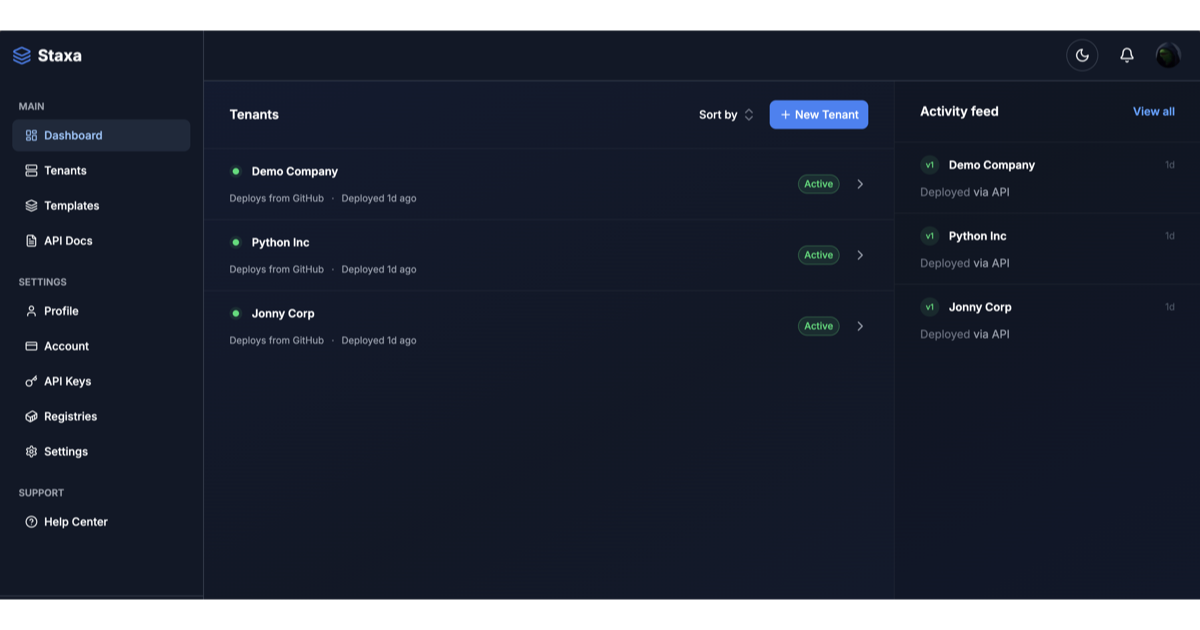 Staxa
MAIN
Dashboard
Tenants
Templates
API Docs
SETTINGS
Profile
Account
API Keys
Registries
Settings
SUPPORT
Help Center
Tenants
Sort by
+ New Tenant
Demo Company
Deploys from GitHub · Deployed 1d ago
Active
Python Inc
Deploys from GitHub · Deployed 1d ago
Active
Jonny Corp
Deploys from GitHub · Deployed 1d ago
Active
Activity feed
View all
v1 Demo Company 1d
Deployed via API
v1 Python Inc 1d
Deployed via API
v1 Jonny Corp 1d
Deployed via API